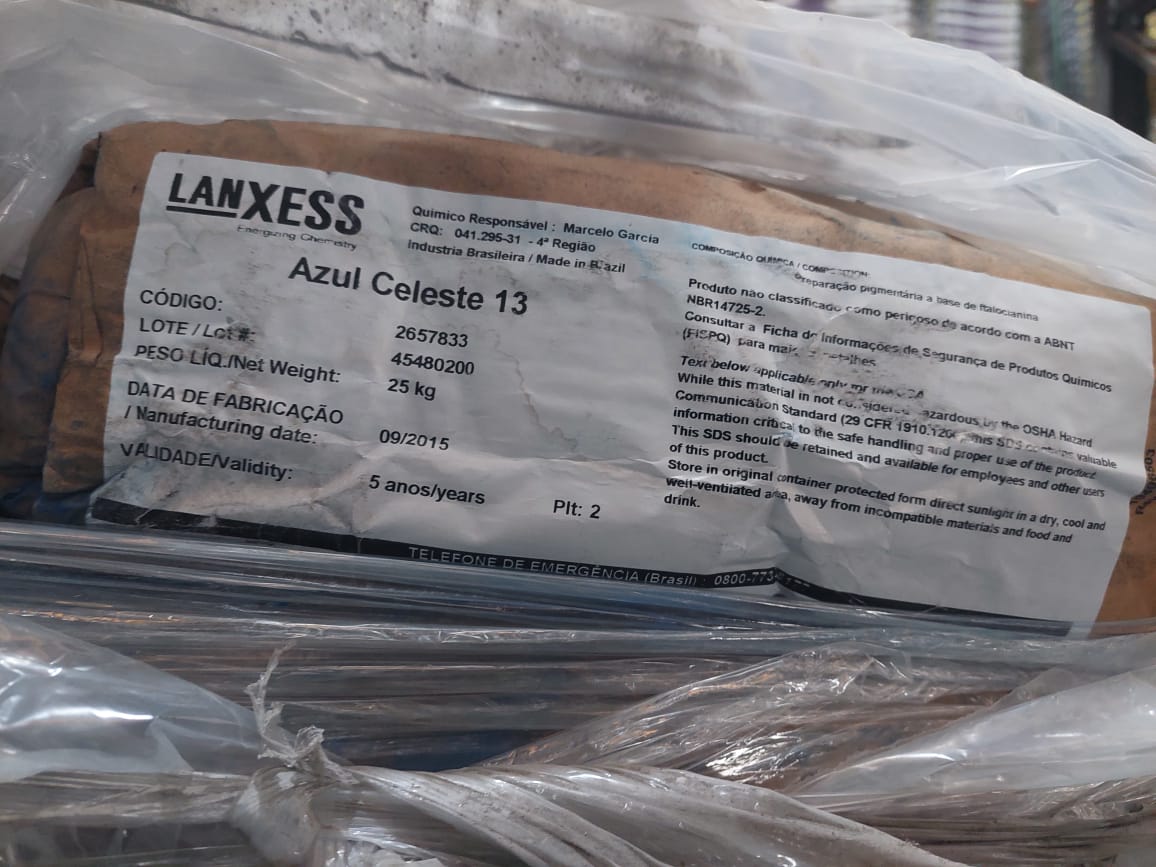 LANXESS
Energizing Chemistry
Químico Responsável : Marcelo Garcia
CRQ: 041.295-31 - 4ª Região
Industria Brasileira / Made in Brazil
Azul Celeste 13
CÓDIGO: 2657833
LOTE / Lot #: 45480200
PESO LÍQ./Net Weight: 25 kg
DATA DE FABRICAÇÃO
/ Manufacturing date: 09/2015
VALIDADE/Validity: 5 anos/years
Plt: 2
COMPOSIÇÃO QUÍMICA / COMPOSITION:
Preparação pigmentária a base de ftalocianina
Produto não classificado como perigoso de acordo com a ABNT
NBR14725-2.
Consultar a Ficha de Informações de Segurança de Produtos Químicos
(FISPQ) para mais detalhes
Text below applicable only for the
While this material in not considered hazardous by the OSHA Hazard
Communication Standard (29 CFR 1910.120 this SDS contains valuable
information critical to the safe handling and proper use of the product
This SDS should be retained and available for employees and other users
of this product.
Store in original container protected form direct sunlight in a dry, cool and
well-ventilated area, away from incompatible materials and food and
drink.
TELEFONE DE EMERGÊNCIA (Brasil) : 0800-77